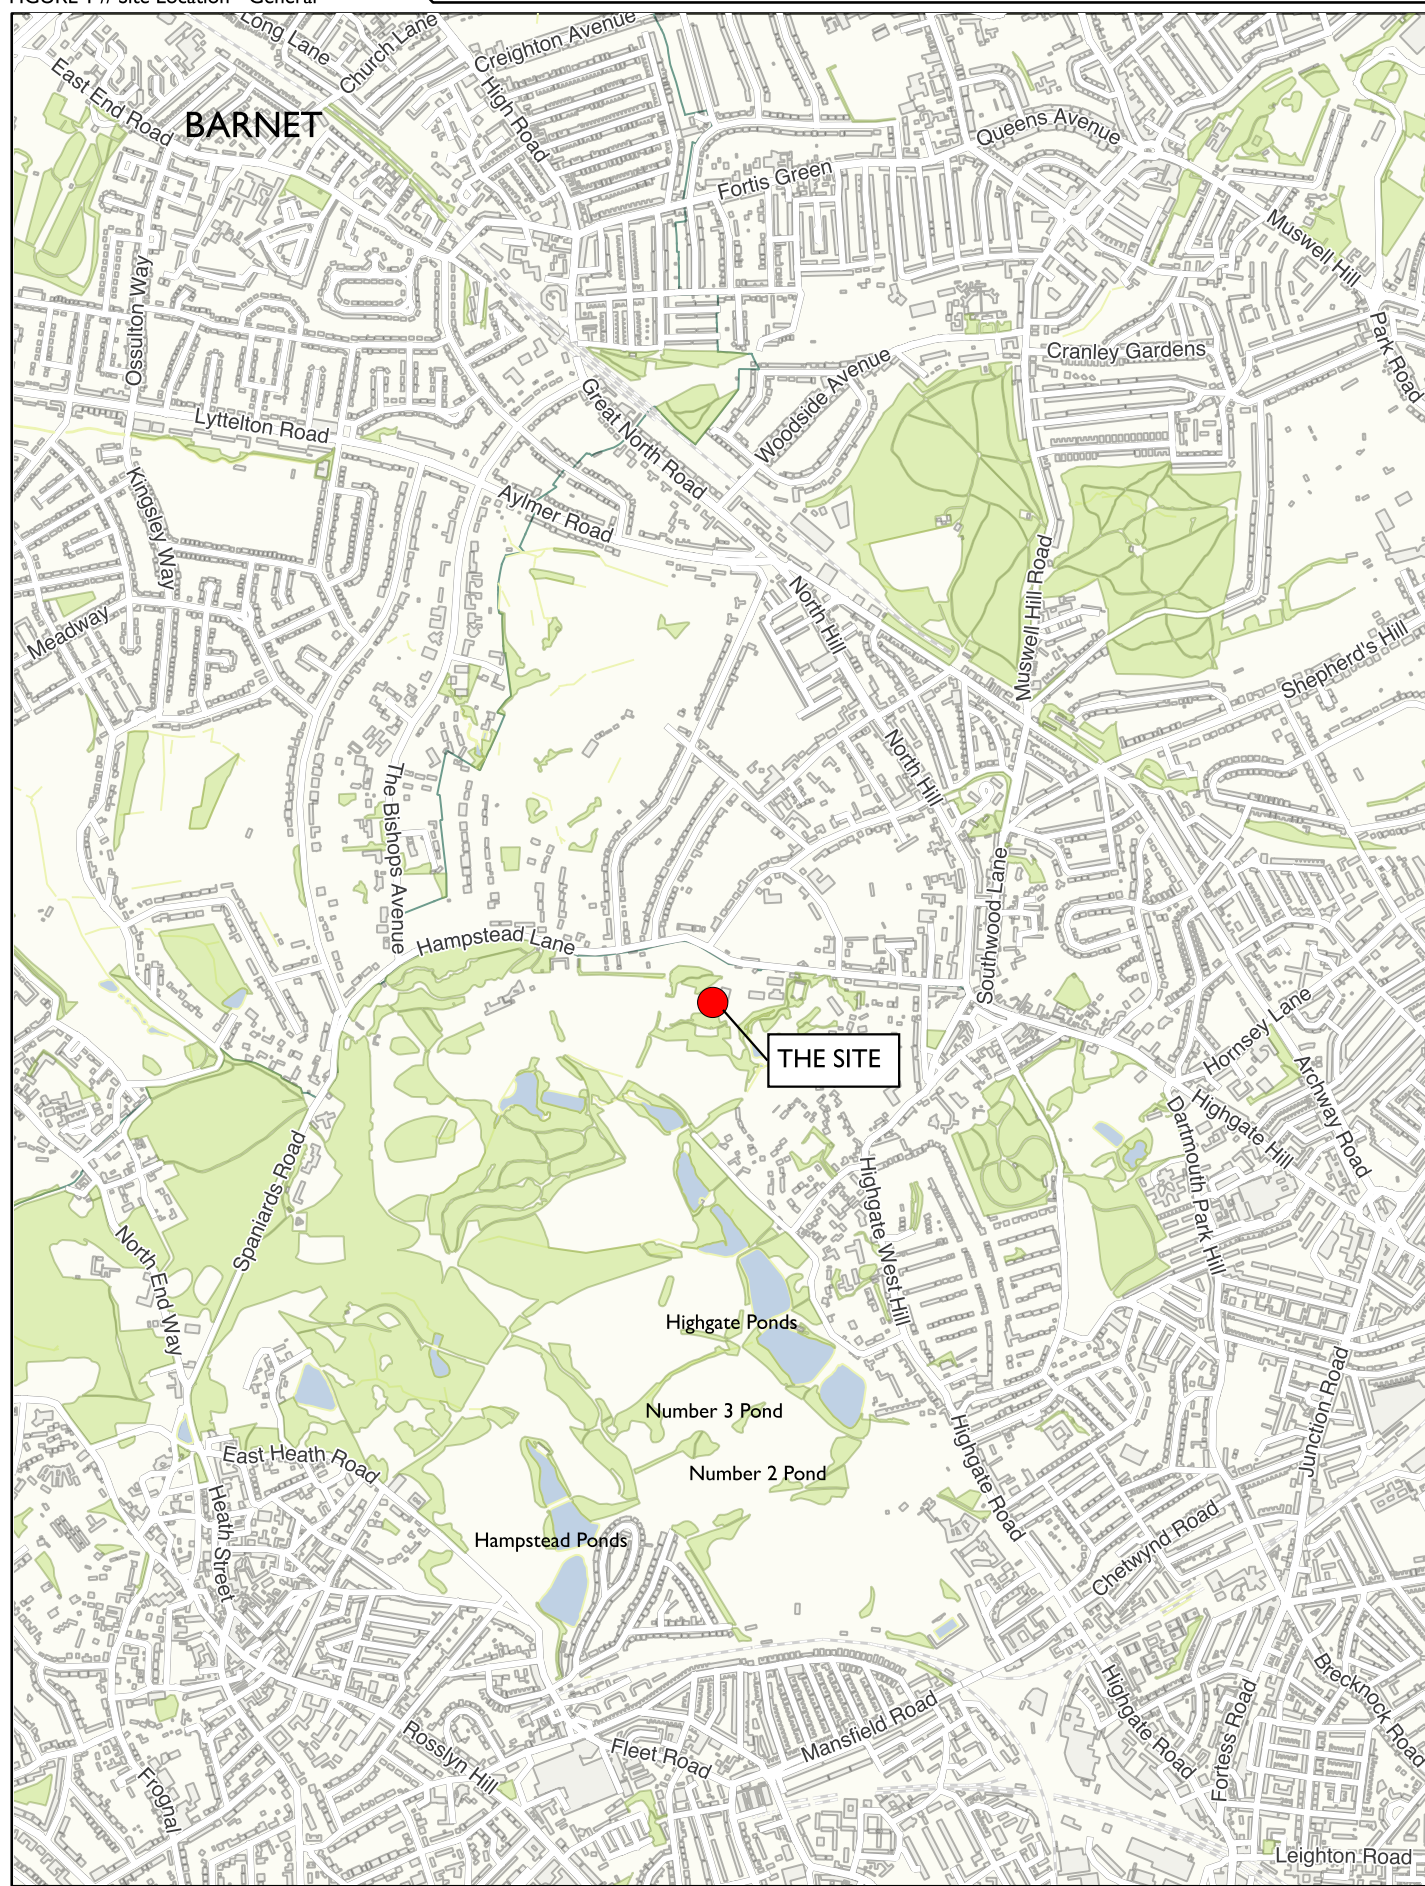 FIGURE 1 // Site Location - General
Long Lane
Church Lane
Creighton Avenue
East End Road
BARNET
High Road
Queens Avenue
Fortis Green
Muswell Hill
Ossulton Way
Park Road
Cranley Gardens
Woodside Avenue
Great North Road
Lyttelton Road
Kingsley Way
Aylmer Road
Muswell Hill Road
North Hill
Meadway
Shepherd's Hill
North Hill
The Bishops Avenue
Southwood Lane
Hampstead Lane
THE SITE
Hornsey Lane
Archway Road
Highgate Hill
Dartmouth Park Hill
Spaniards Road
Highgate West Hill
North End Way
Highgate Ponds
Junction Road
Number 3 Pond
Highgate Road
East Heath Road
Number 2 Pond
Heath Street
Hampstead Ponds
Chetwynd Road
Brecknock Road
Highgate Road
Fortess Road
Mansfield Road
Rosslyn Hill
Fleet Road
Frognal
Leighton Road